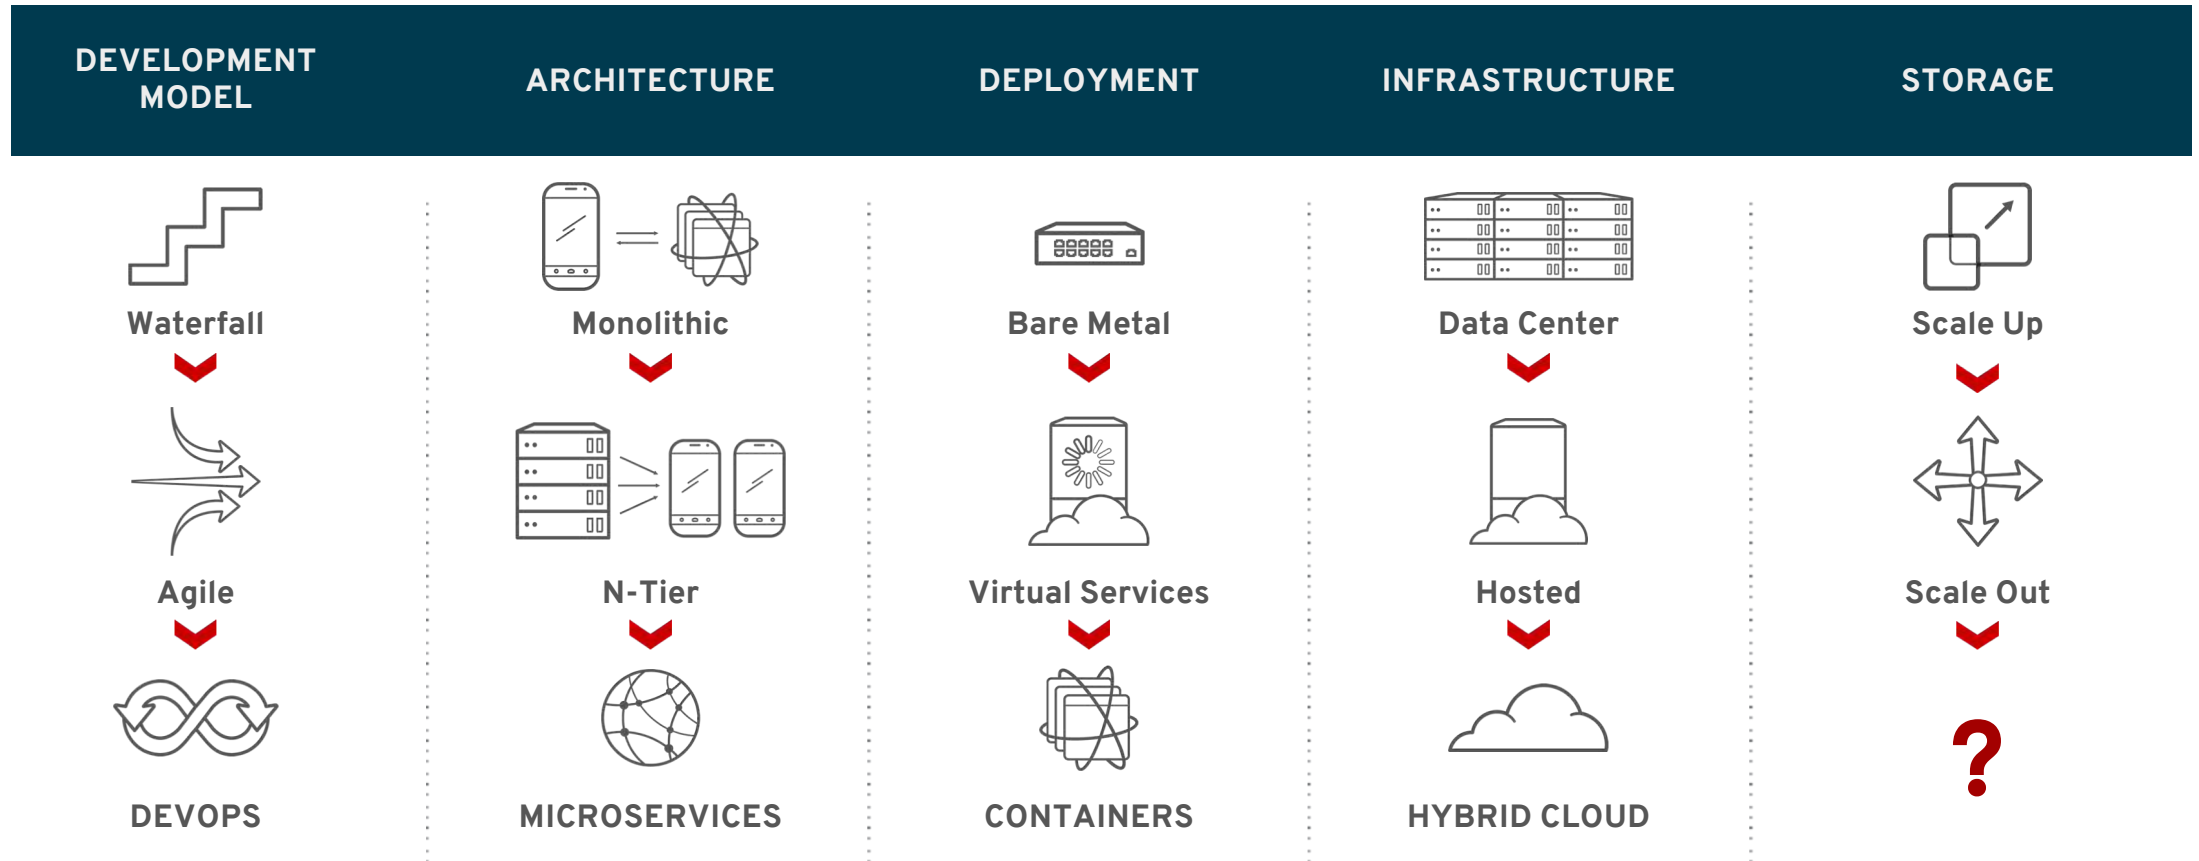 DEVELOPMENT
MODEL
ARCHITECTURE
DEPLOYMENT
INFRASTRUCTURE
STORAGE
Waterfall
Monolithic
Bare Metal
Data Center
Scale Up
Agile
N-Tier
Virtual Services
Hosted
Scale Out
?
DEVOPS
MICROSERVICES
CONTAINERS
HYBRID CLOUD